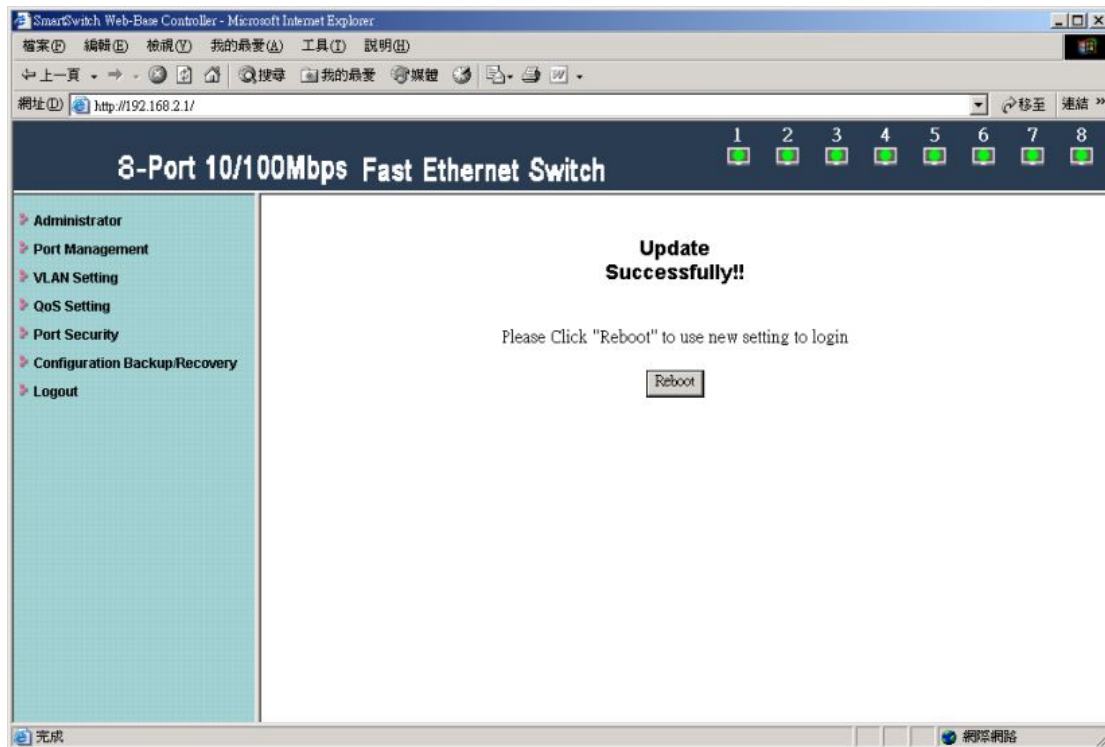 SmartSwitch Web-Base Controller - Microsoft Internet Explorer
檔案(F) 編輯(E) 檢視(V) 我的最愛(A) 工具(T) 說明(H)
上一頁 搜尋 我的最愛 媒體
網址(D) http://192.168.2.1/ 移至 連結 »
1 2 3 4 5 6 7 8
8-Port 10/100Mbps Fast Ethernet Switch
Administrator
Port Management
VLAN Setting
QoS Setting
Port Security
Configuration Backup/Recovery
Logout
Update
Successfully!!
Please Click "Reboot" to use new setting to login
Reboot
完成 網際網路